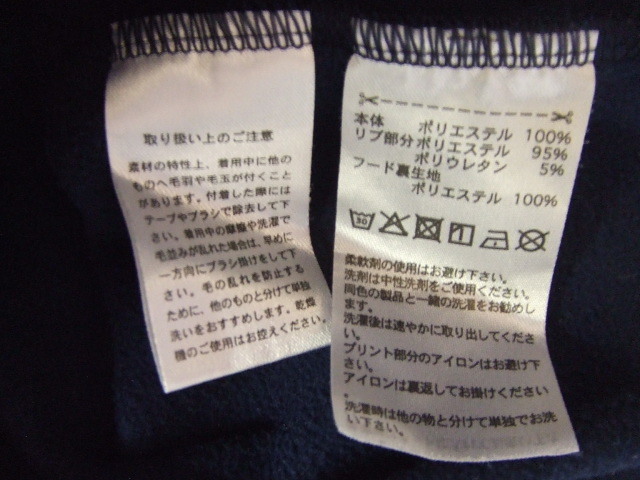 取り扱い上のご注意
素材の特性上、着用中に他の
ものへ毛羽や毛玉が付くこと
があります。付着した際には
テープやブラシで除去して下
さい。着用中の摩擦や洗濯で
毛並みが乱れた場合は、早めに
一方向にブラシ掛けをして下
さい。毛の乱れを防止する
ために、他のものと分けて単独
洗いをおすすめします。乾燥
機のご使用はお控えください。
本体 ポリエステル 100%
リブ部分 ポリエステル 95%
ポリウレタン 5%
フード裏生地
ポリエステル 100%
30
柔軟剤の使用はお避け下さい。
洗剤は中性洗剤をご使用ください。
同色の製品と一緒の洗濯をお勧めし
ます。
洗濯後は速やかに取り出してくださ
い。
プリント部分のアイロンはお避け下
さい。
アイロンは裏返してお掛けください
。
洗濯時は他の物と分けて単独でお洗
い下さい。